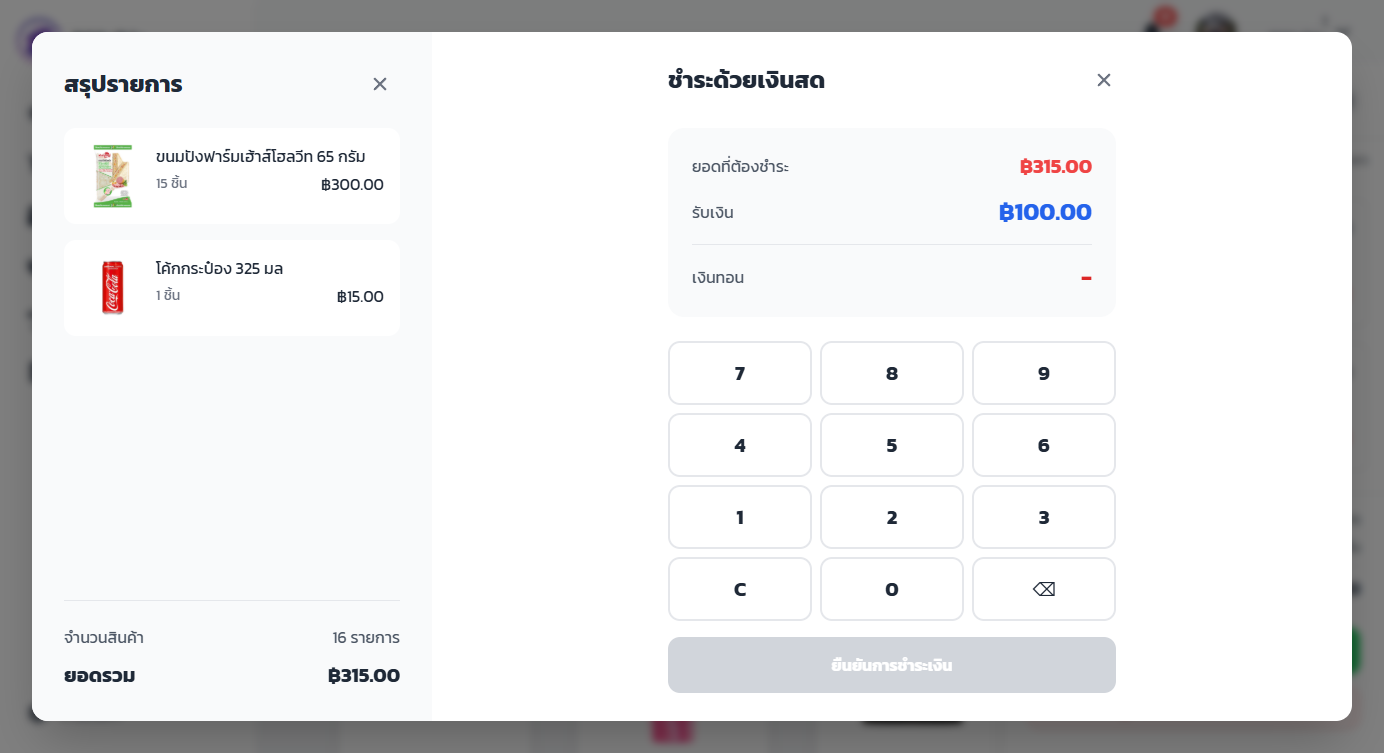 สรุปรายการ
ขนมปังฟาร์มเฮ้าส์โฮลวีท 65 กรัม
15 ชิ้น
฿300.00
โค้กกระป๋อง 325 มล
1 ชิ้น
฿15.00
จำนวนสินค้า
16 รายการ
ยอดรวม
฿315.00
ชำระด้วยเงินสด
ยอดที่ต้องชำระ
฿315.00
รับเงิน
฿100.00
เงินทอน
-
7 8 9
4 5 6
1 2 3
C 0 ⌫
ยืนยันการชำระเงิน